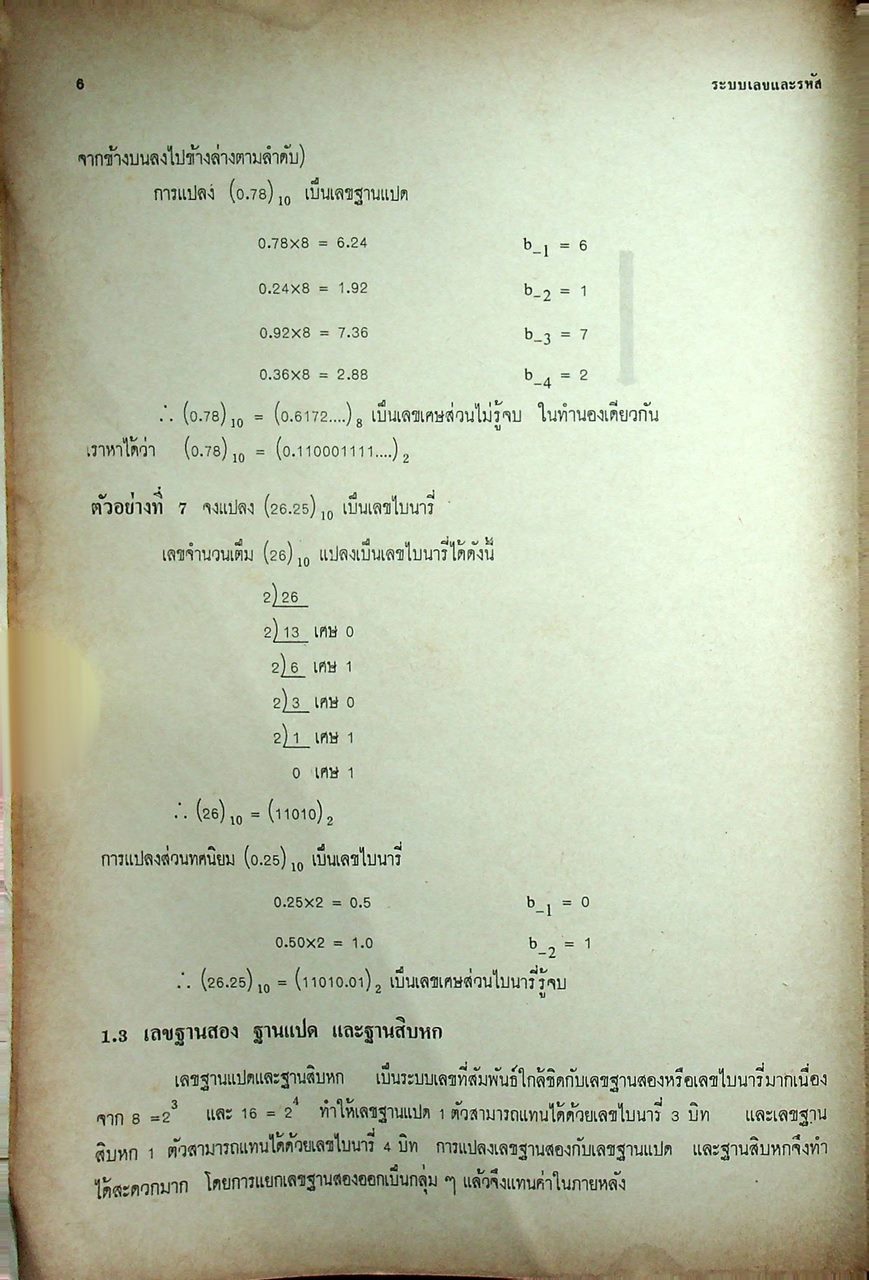 6 ระบบเลขและรหัส
จากข้างบนลงไปข้างล่างตามลำดับ)
การแปลง (0.78)₁₀ เป็นเลขฐานแปด
0.78×8 = 6.24 b₋₁ = 6
0.24×8 = 1.92 b₋₂ = 1
0.92×8 = 7.36 b₋₃ = 7
0.36×8 = 2.88 b₋₄ = 2
∴ (0.78)₁₀ = (0.6172....)₈ เป็นเลขเศษส่วนไม่รู้จบ ในทำนองเดียวกัน
เราหาได้ว่า (0.78)₁₀ = (0.110001111....)₂
ตัวอย่างที่ 7 จงแปลง (26.25)₁₀ เป็นเลขไบนารี่
เลขจำนวนเต็ม (26)₁₀ แปลงเป็นเลขไบนารี่ได้ดังนี้
2)26
2)13 เศษ 0
2)6 เศษ 1
2)3 เศษ 0
2)1 เศษ 1
0 เศษ 1
∴ (26)₁₀ = (11010)₂
การแปลงส่วนทศนิยม (0.25)₁₀ เป็นเลขไบนารี่
0.25×2 = 0.5 b₋₁ = 0
0.50×2 = 1.0 b₋₂ = 1
∴ (26.25)₁₀ = (11010.01)₂ เป็นเลขเศษส่วนไบนารี่รู้จบ
1.3 เลขฐานสอง ฐานแปด และฐานสิบหก
เลขฐานแปดและฐานสิบหก เป็นระบบเลขที่สัมพันธ์ใกล้ชิดกับเลขฐานสองหรือเลขไบนารี่มากเนื่อง
จาก 8 =2³ และ 16 = 2⁴ ทำให้เลขฐานแปด 1 ตัวสามารถแทนได้ด้วยเลขไบนารี่ 3 บิท และเลขฐาน
สิบหก 1 ตัวสามารถแทนได้ด้วยเลขไบนารี่ 4 บิท การแปลงเลขฐานสองกับเลขฐานแปด และฐานสิบหกจึงทำ
ได้สะดวกมาก โดยการแยกเลขฐานสองออกเป็นกลุ่ม ๆ แล้วจึงแทนค่าในภายหลัง